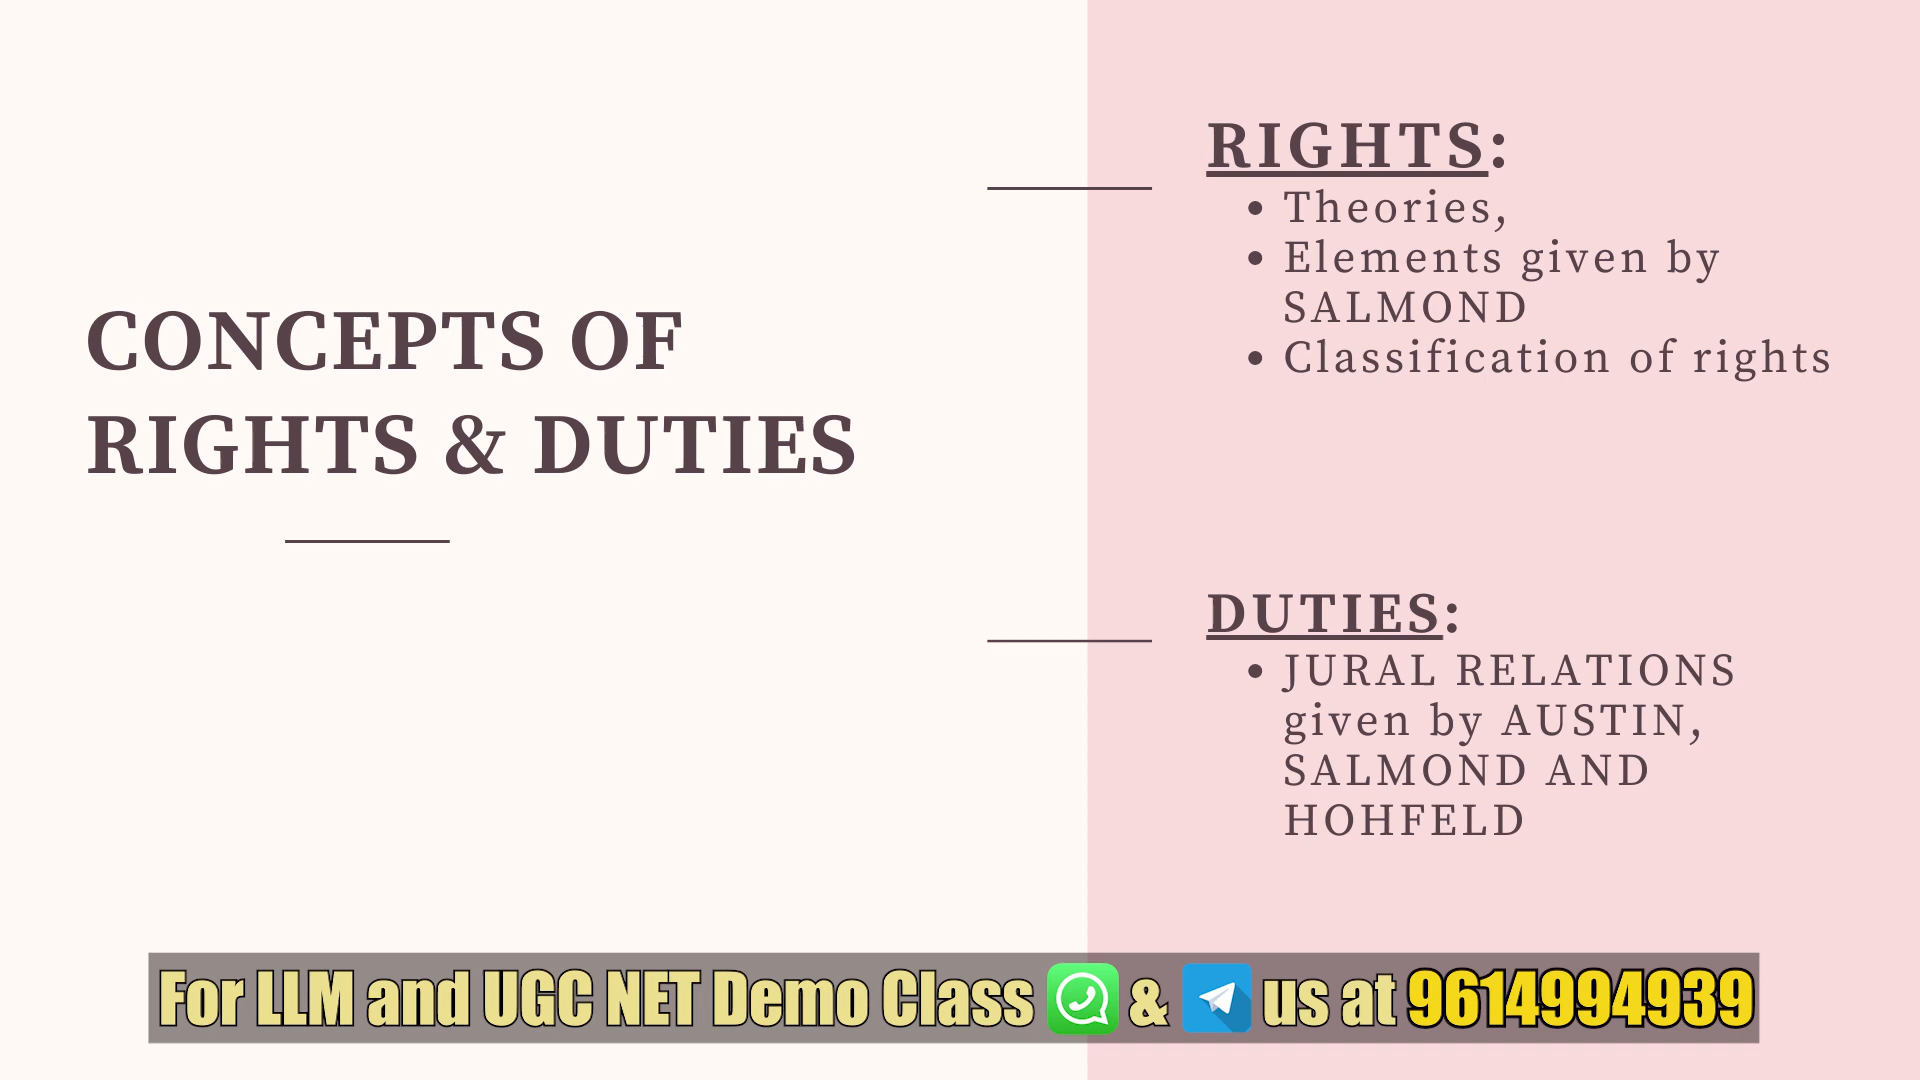 CONCEPTS OF
RIGHTS & DUTIES
RIGHTS:
• Theories,
• Elements given by
SALMOND
• Classification of rights
DUTIES:
• JURAL RELATIONS
given by AUSTIN,
SALMOND AND
HOHFELD
For LLM and UGC NET Demo Class & us at 9614994939